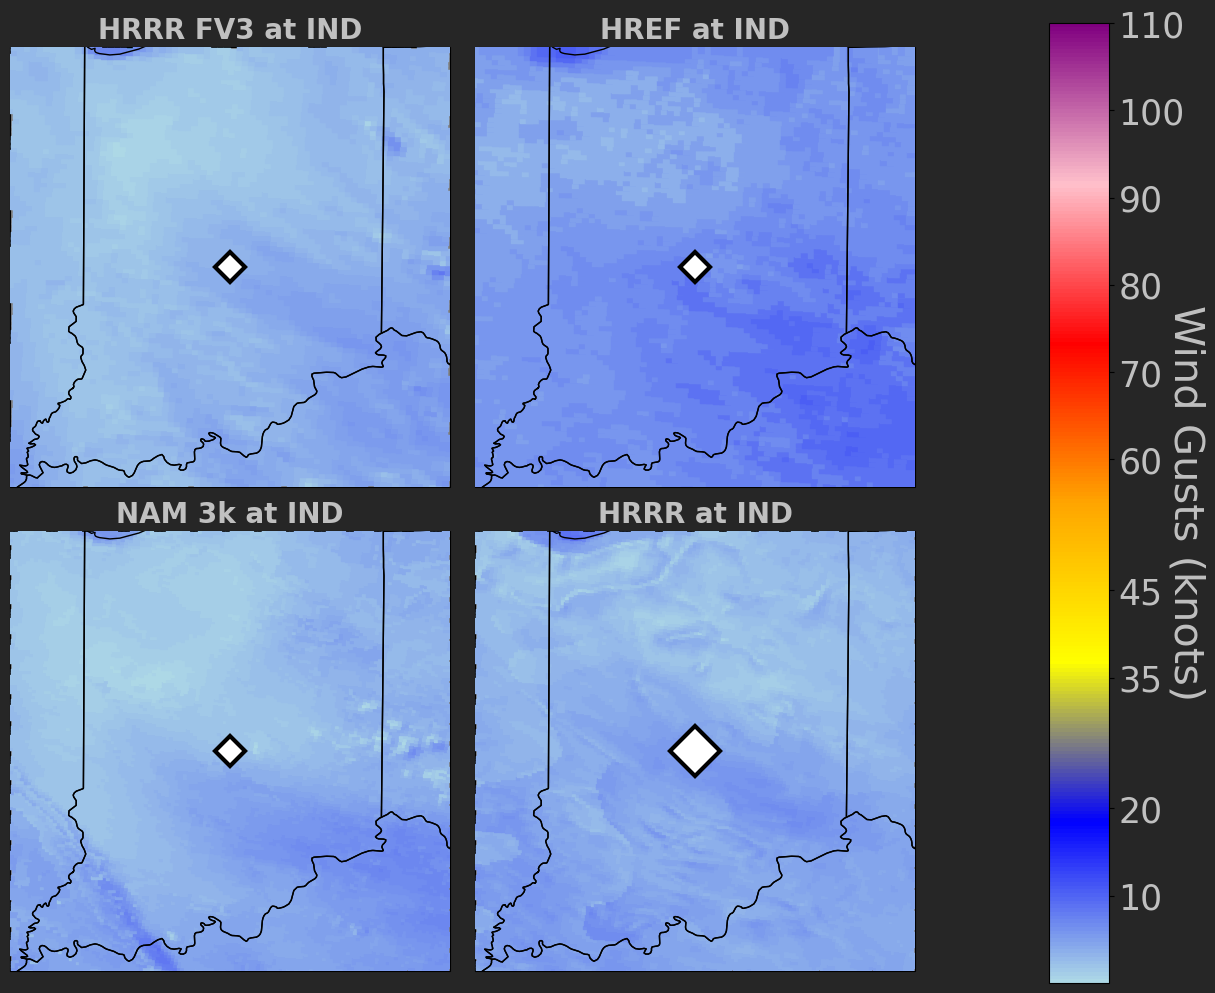 HRRR FV3 at IND
HREF at IND
NAM 3k at IND
HRRR at IND
110
100
90
80
70
60
45
35
20
10
Wind Gusts (knots)